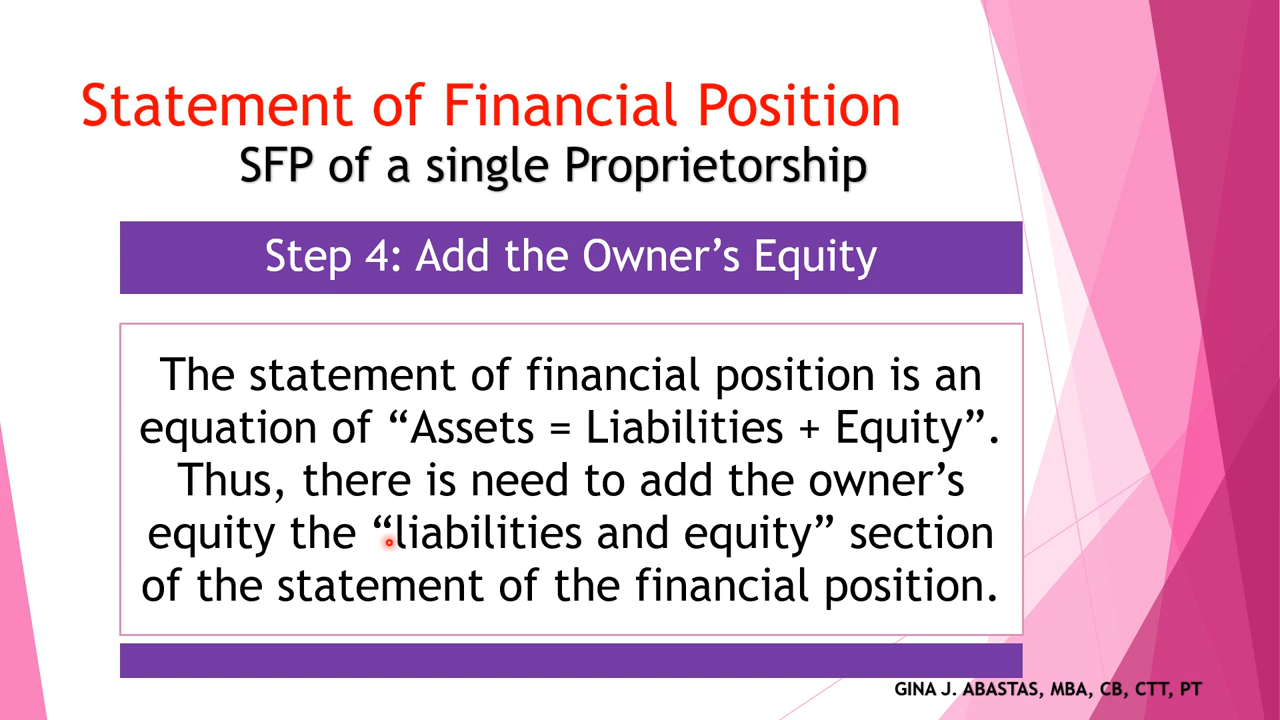 Statement of Financial Position
SFP of a single Proprietorship
Step 4: Add the Owner’s Equity
The statement of financial position is an
equation of “Assets = Liabilities + Equity”.
Thus, there is need to add the owner’s
equity the “liabilities and equity” section
of the statement of the financial position.
GINA J. ABASTAS, MBA, CB, CTT, PT